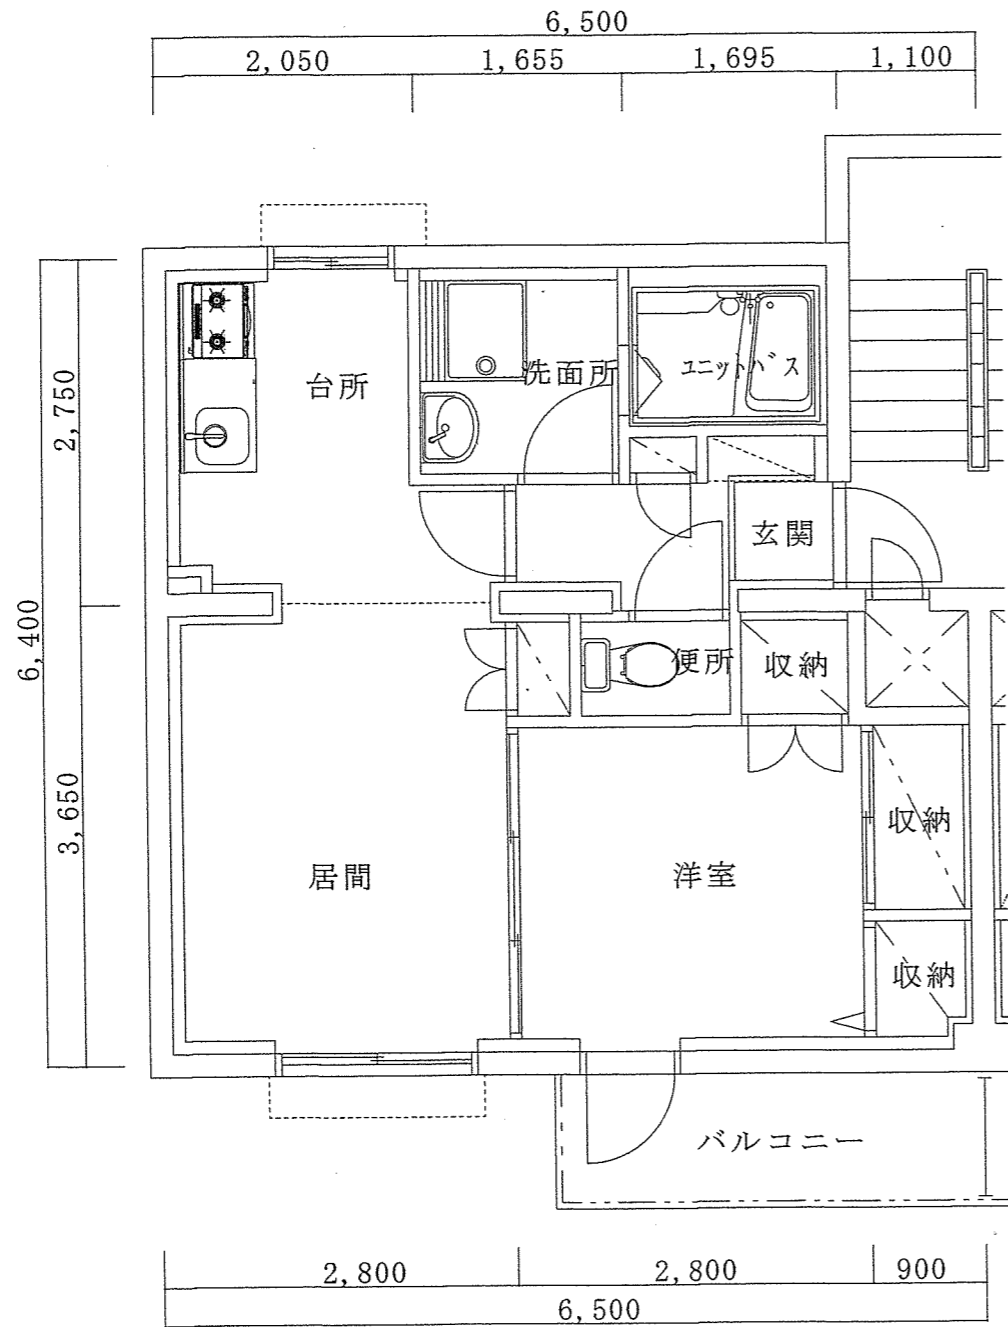 6,500
2,050 1,655 1,695 1,100
2,750
6,400
3,650
台所
洗面所
ユニットバス
玄関
便所
収納
収納
居間
洋室
収納
バルコニー
2,800 2,800 900
6,500